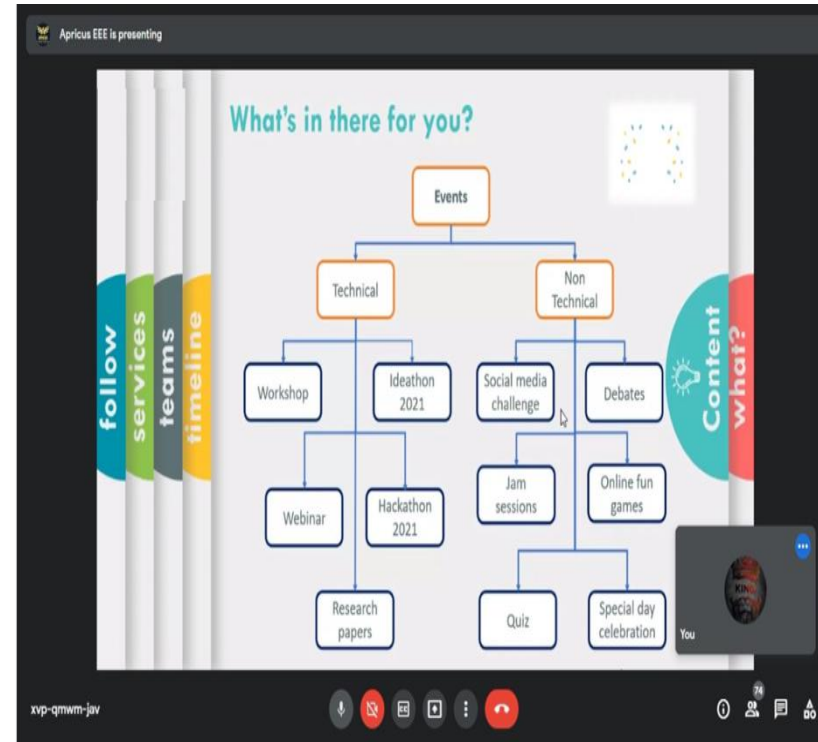 Apricus EEE is presenting
What's in there for you?
Events
Technical
Non
Technical
Workshop
Ideathon
2021
Social media
challenge
Debates
Webinar
Hackathon
2021
Jam
sessions
Online fun
games
Research
papers
Quiz
Special day
celebration
follow
services
teams
timeline
Content
what?
KING
You
xvp-qmwm-jav
CC
74